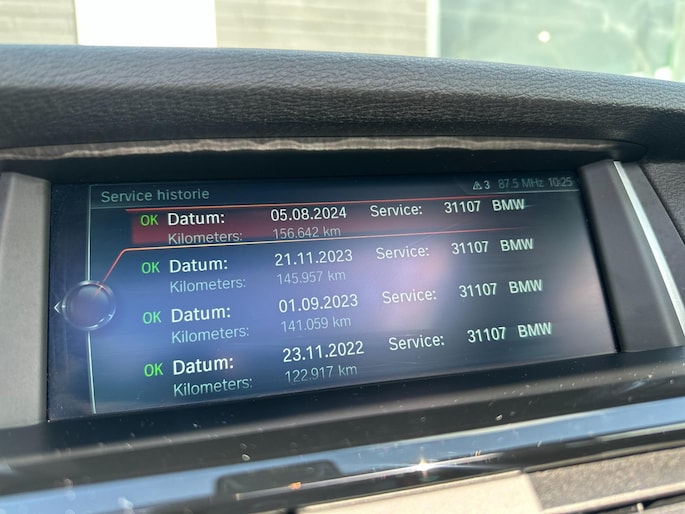 Service historie ⚠ 3 87.5 MHz 10:25
OK Datum: 05.08.2024 Service: 31107 BMW
Kilometers: 156.642 km
OK Datum: 21.11.2023 Service: 31107 BMW
Kilometers: 145.957 km
OK Datum: 01.09.2023 Service: 31107 BMW
Kilometers: 141.059 km
OK Datum: 23.11.2022 Service: 31107 BMW
Kilometers: 122.917 km